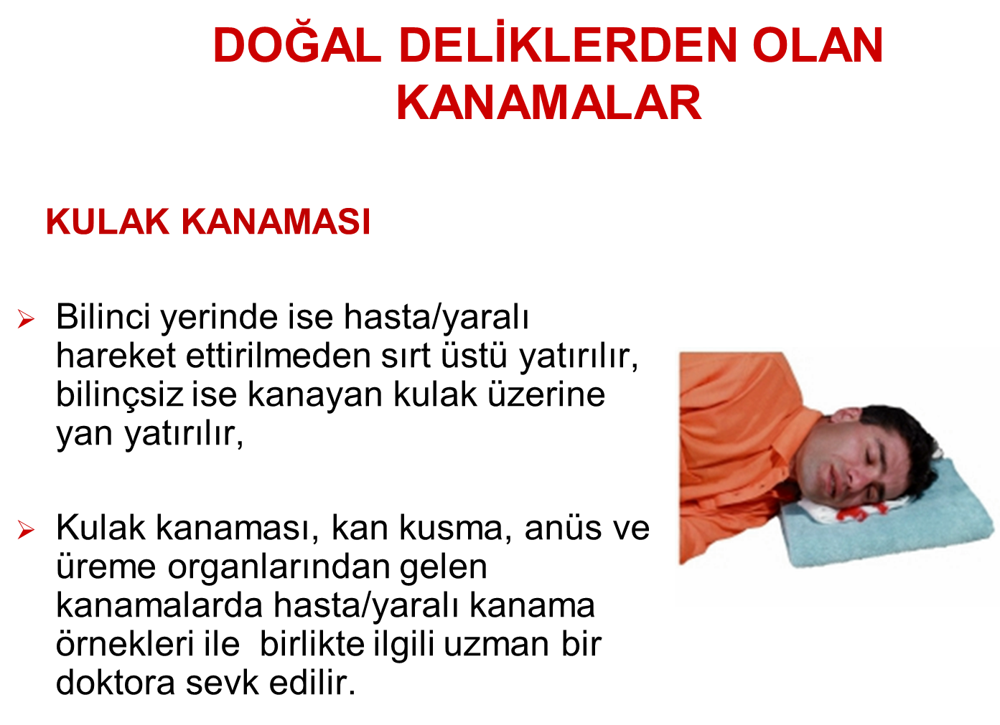 DOĞAL DELİKLERDEN OLAN
KANAMALAR
KULAK KANAMASI
Bilinci yerinde ise hasta/yaralı
hareket ettirilmeden sırt üstü yatırılır,
bilinçsiz ise kanayan kulak üzerine
yan yatırılır,
Kulak kanaması, kan kusma, anüs ve
üreme organlarından gelen
kanamalarda hasta/yaralı kanama
örnekleri ile  birlikte ilgili uzman bir
doktora sevk edilir.